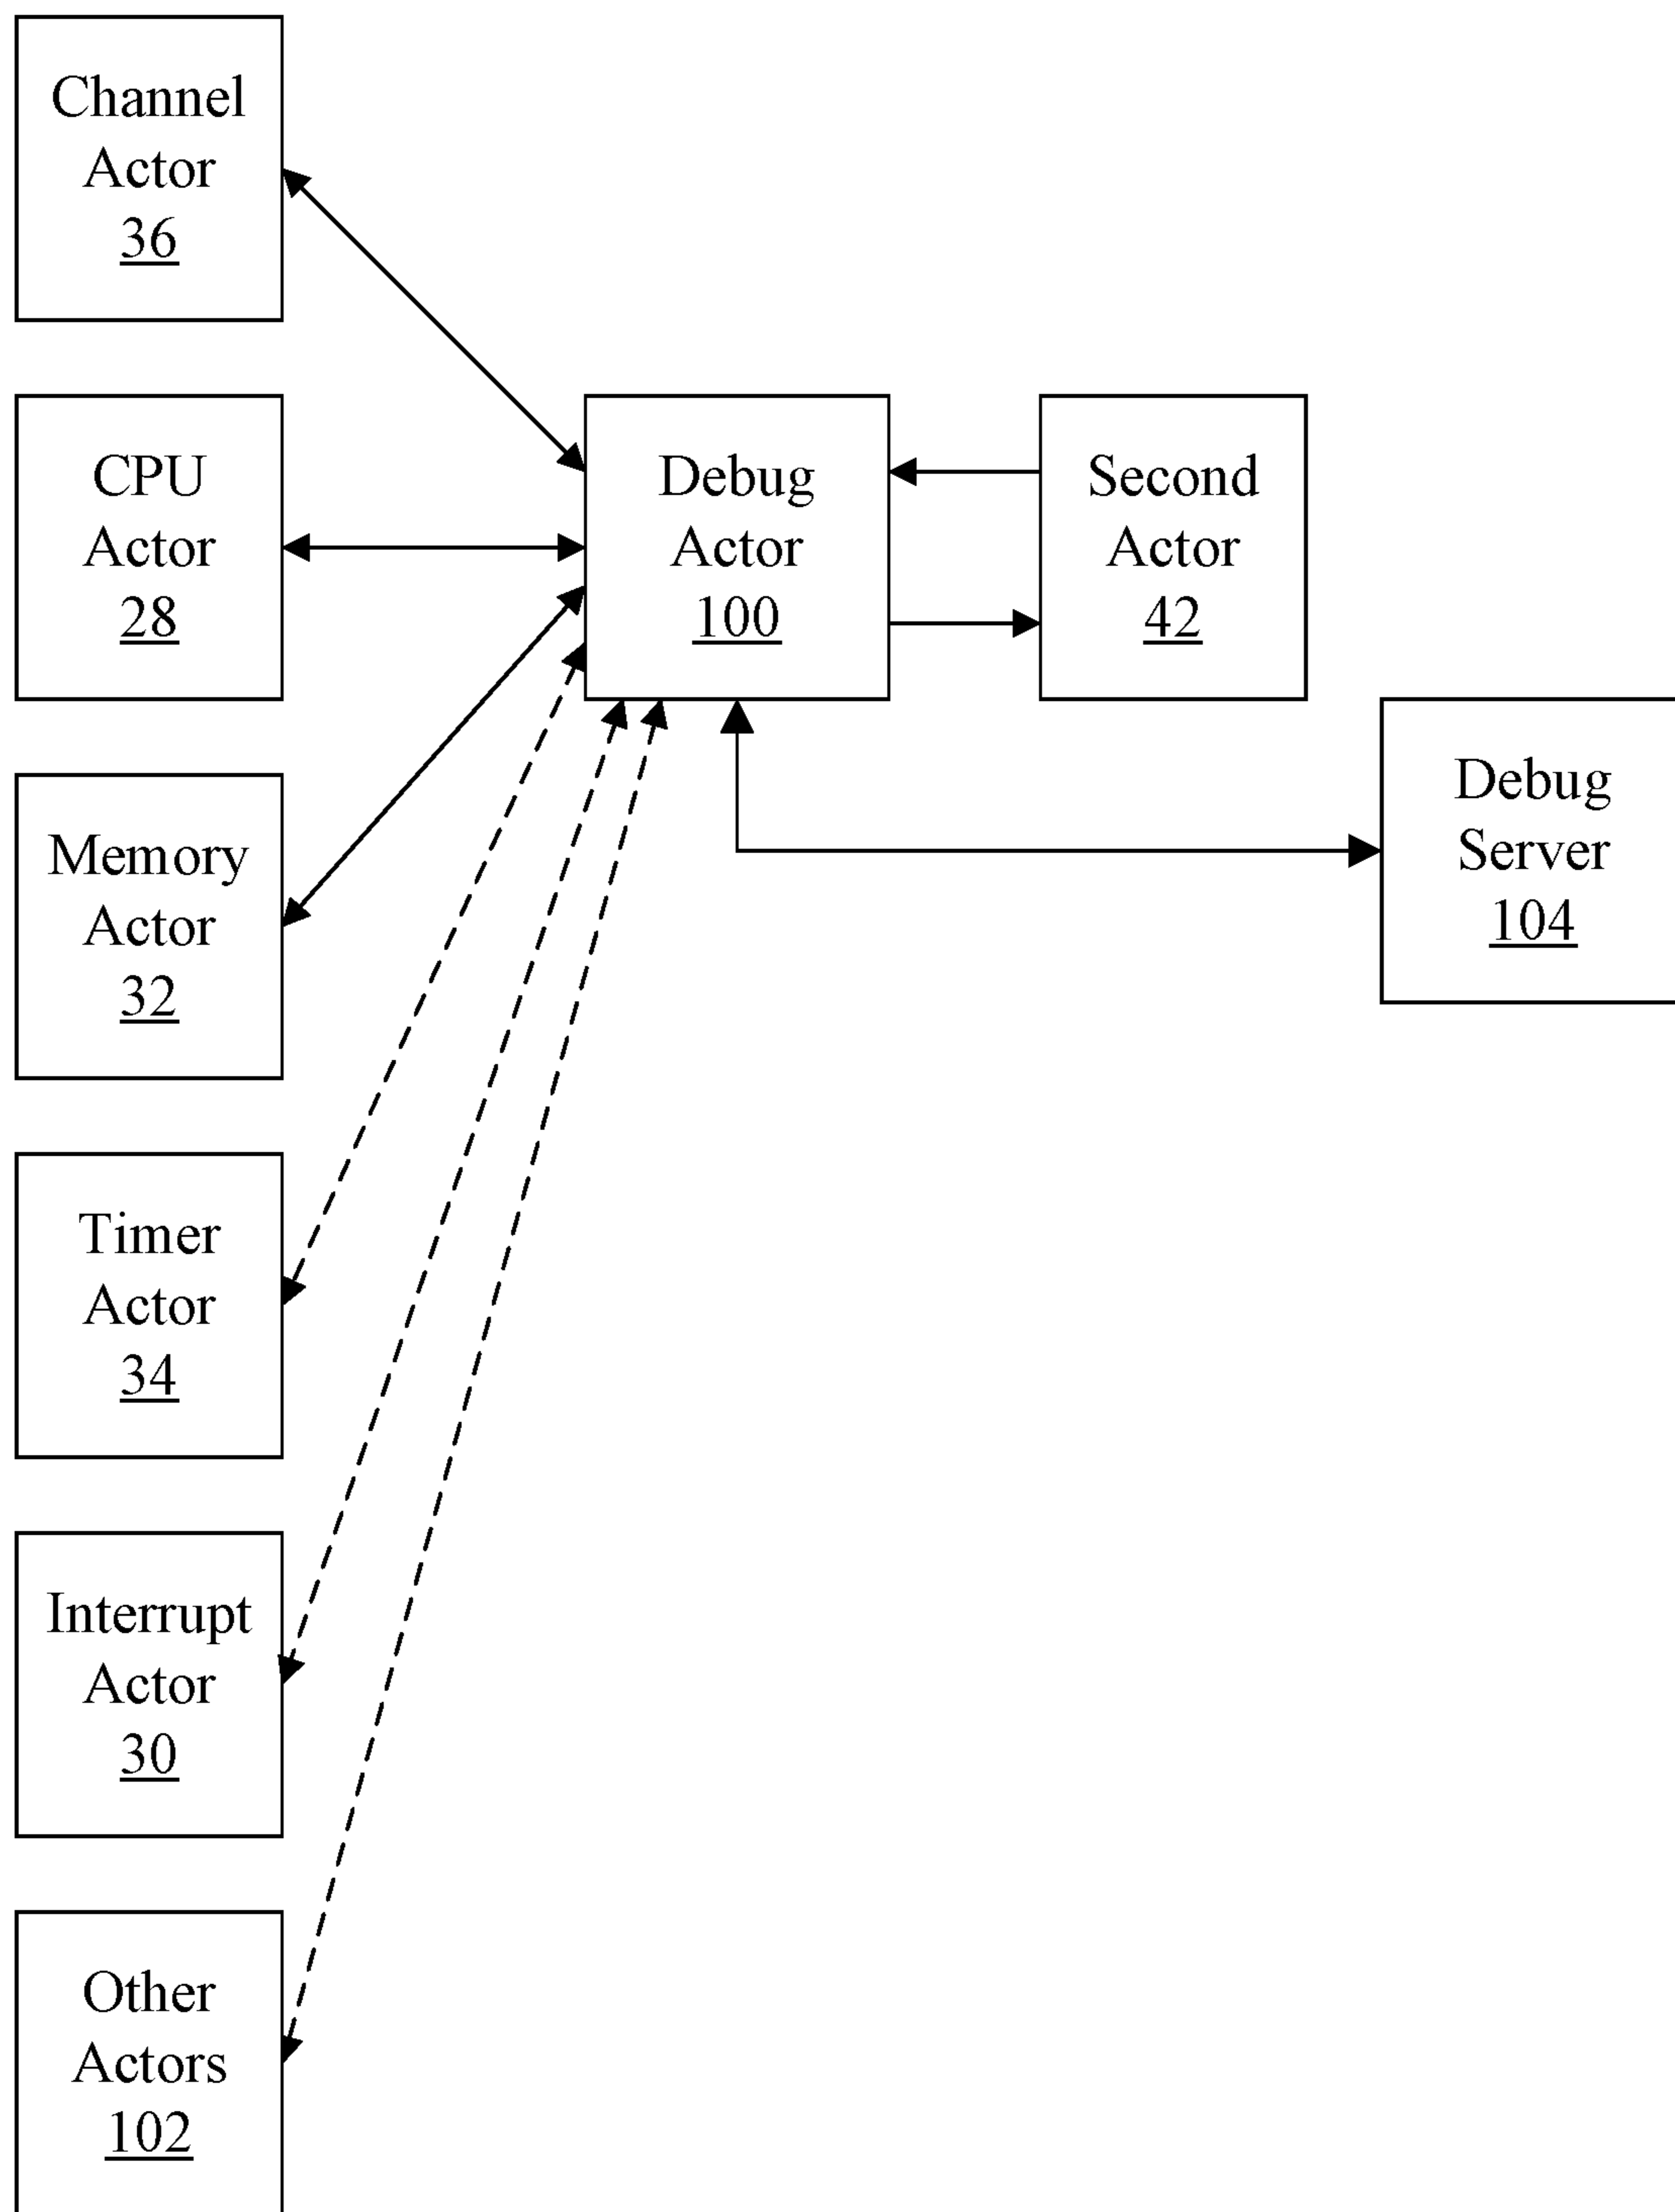 Channel
Actor
36
CPU
Actor
28
Debug
Actor
100
Second
Actor
42
Memory
Actor
32
Debug
Server
104
Timer
Actor
34
Interrupt
Actor
30
Other
Actors
102